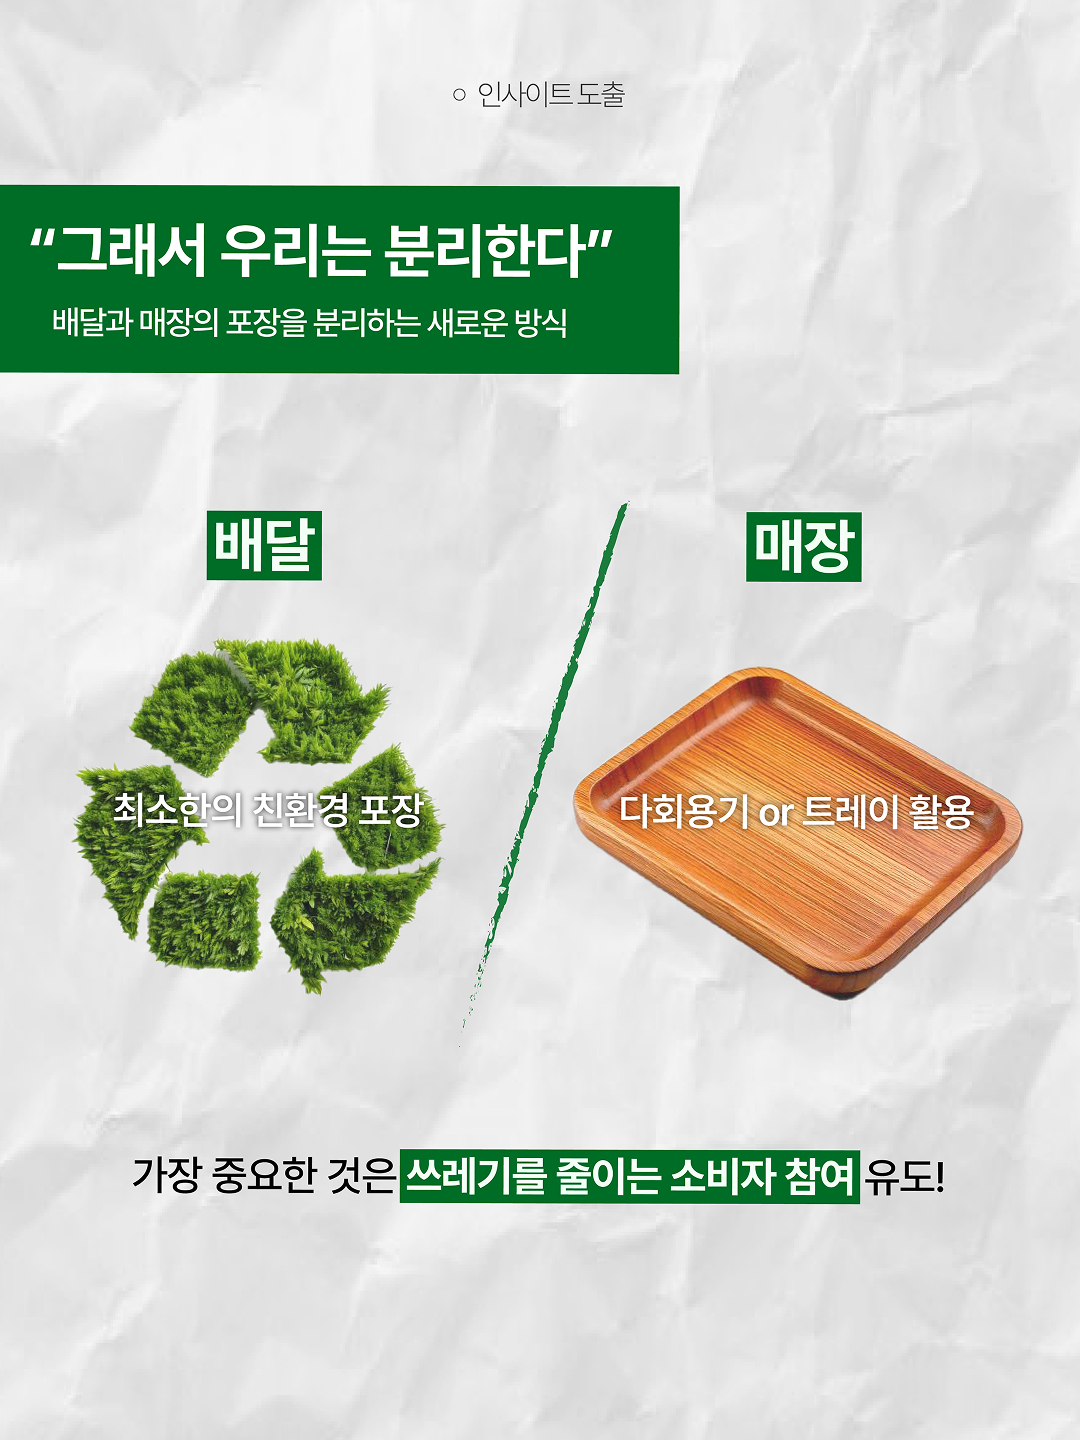 ○ 인사이트 도출
“그래서 우리는 분리한다”
배달과 매장의 포장을 분리하는 새로운 방식
배달
매장
최소한의 친환경 포장
다회용기 or 트레이 활용
가장 중요한 것은 쓰레기를 줄이는 소비자 참여 유도!